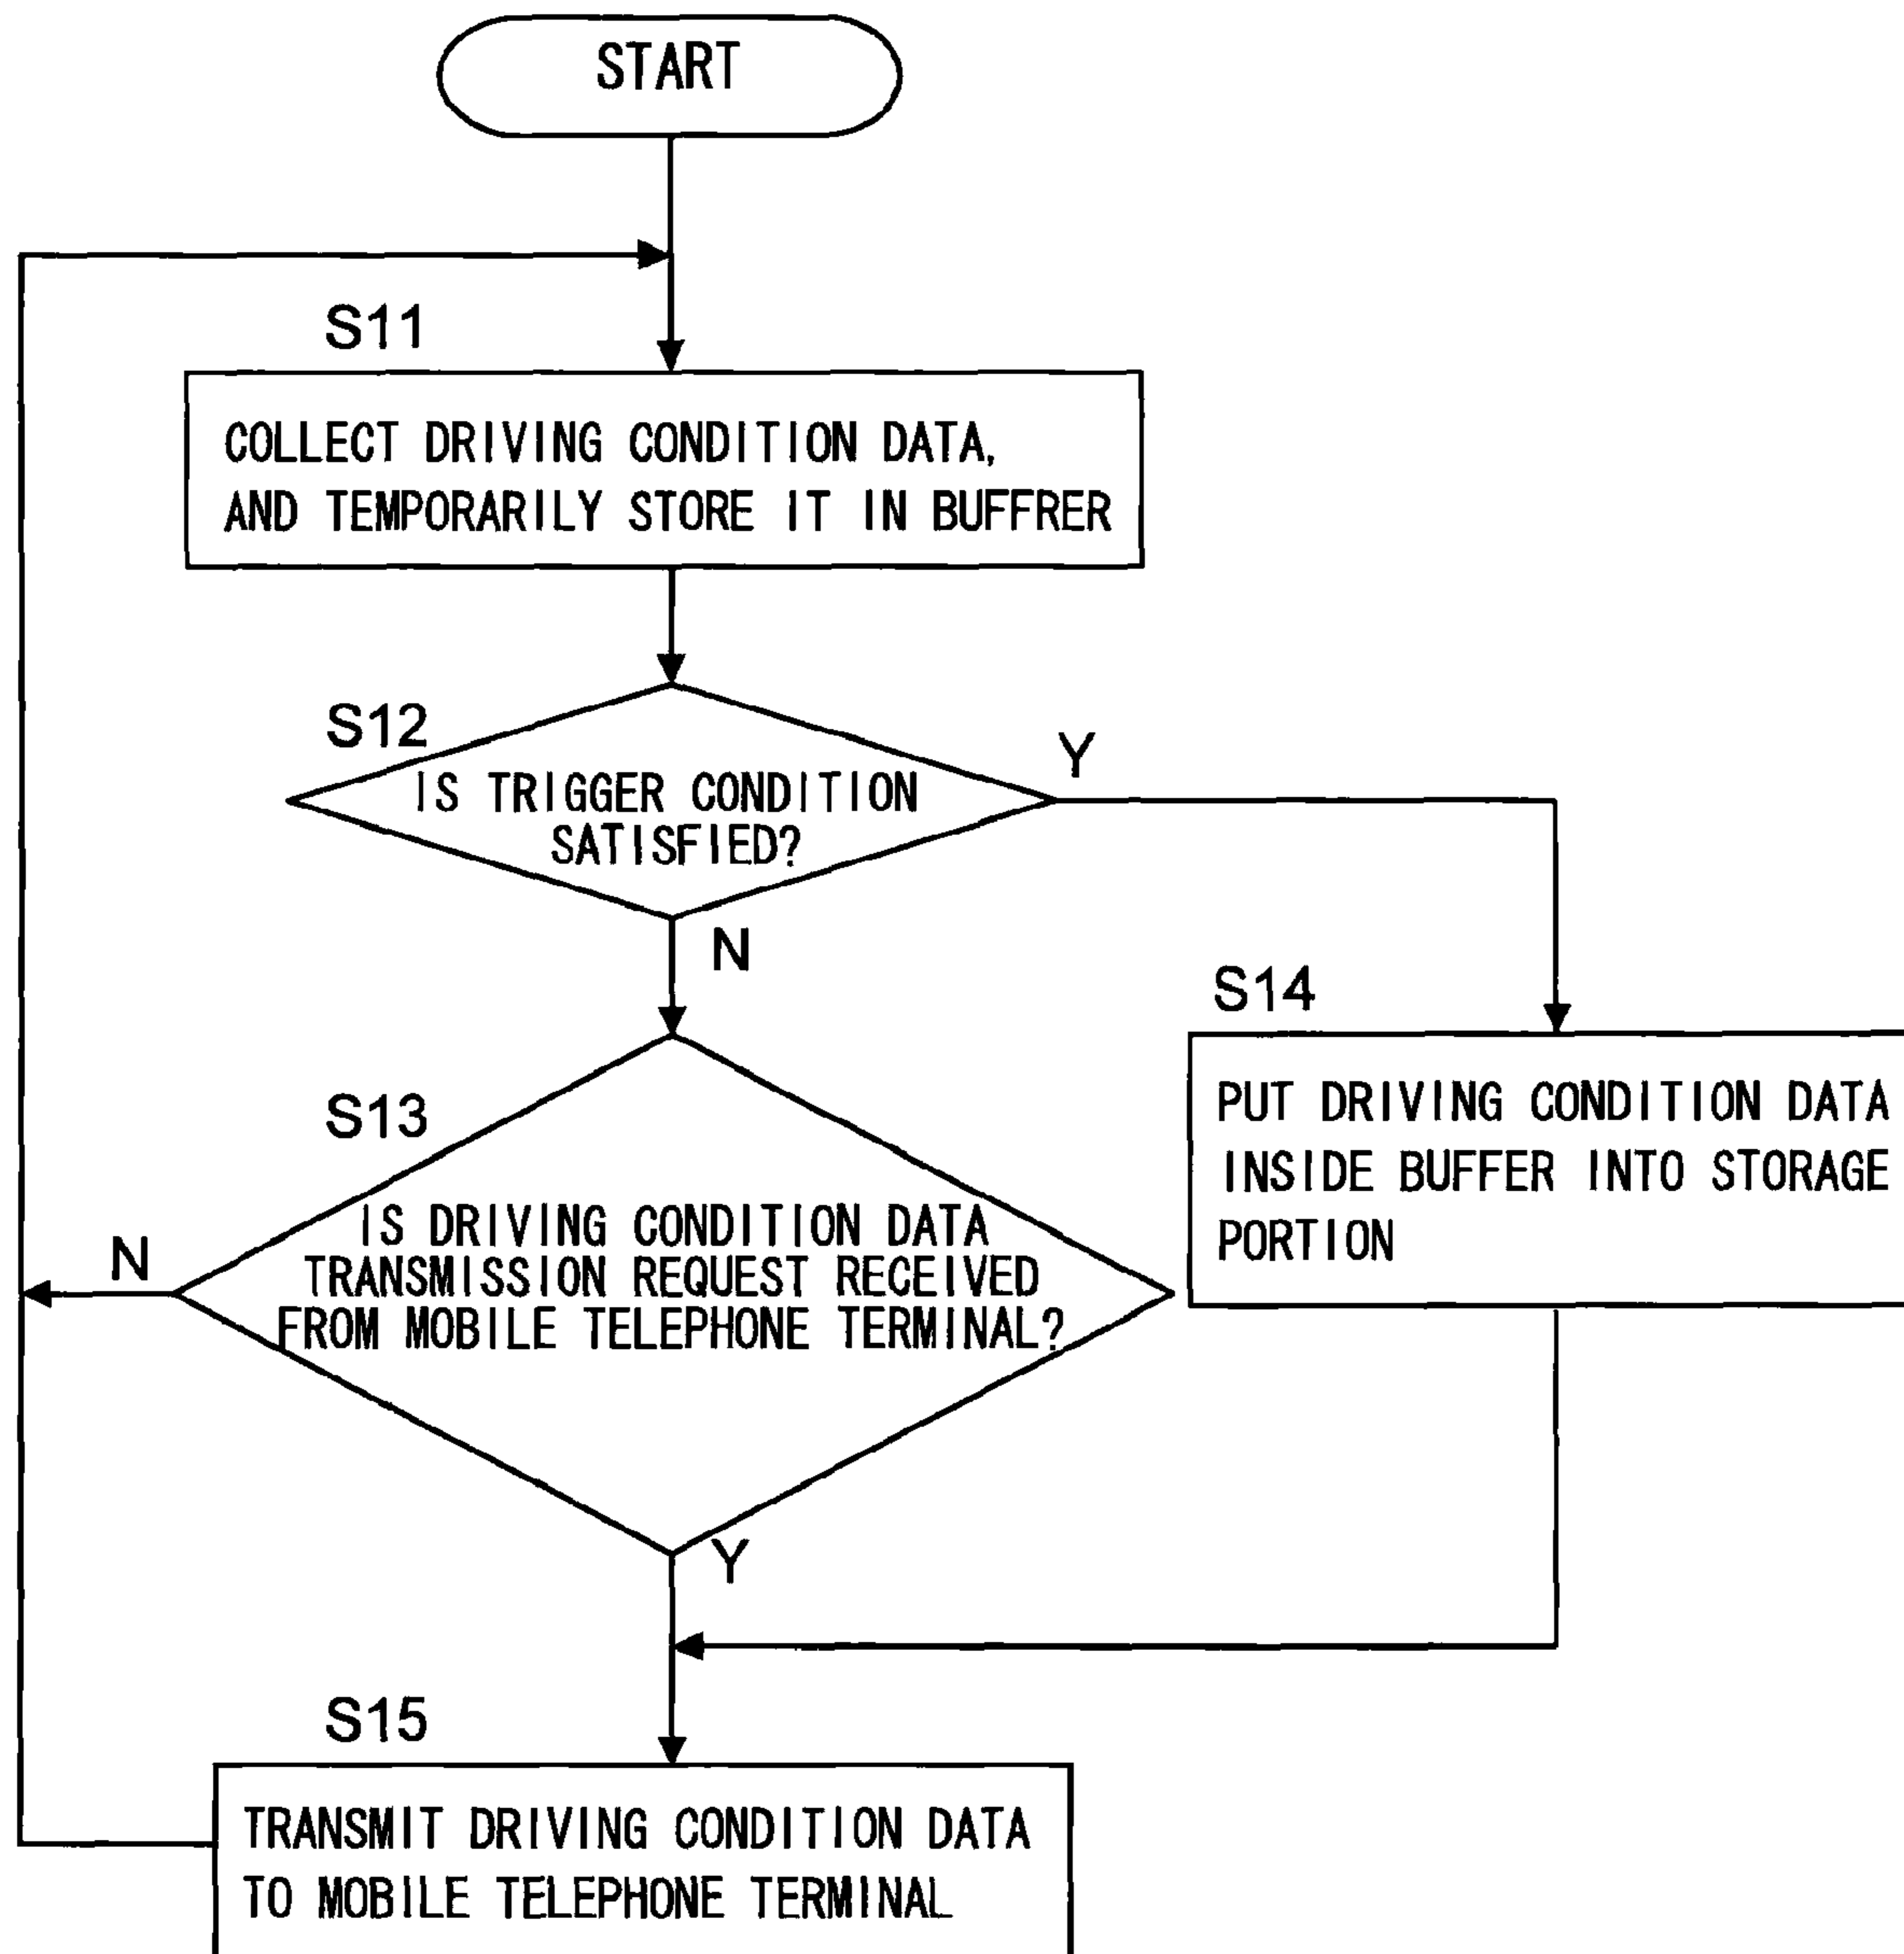 START
S11
COLLECT DRIVING CONDITION DATA,
AND TEMPORARILY STORE IT IN BUFFRER
S12
IS TRIGGER CONDITION
SATISFIED?
Y
N
S14
PUT DRIVING CONDITION DATA
INSIDE BUFFER INTO STORAGE
PORTION
S13
IS DRIVING CONDITION DATA
TRANSMISSION REQUEST RECEIVED
FROM MOBILE TELEPHONE TERMINAL?
N
Y
S15
TRANSMIT DRIVING CONDITION DATA
TO MOBILE TELEPHONE TERMINAL